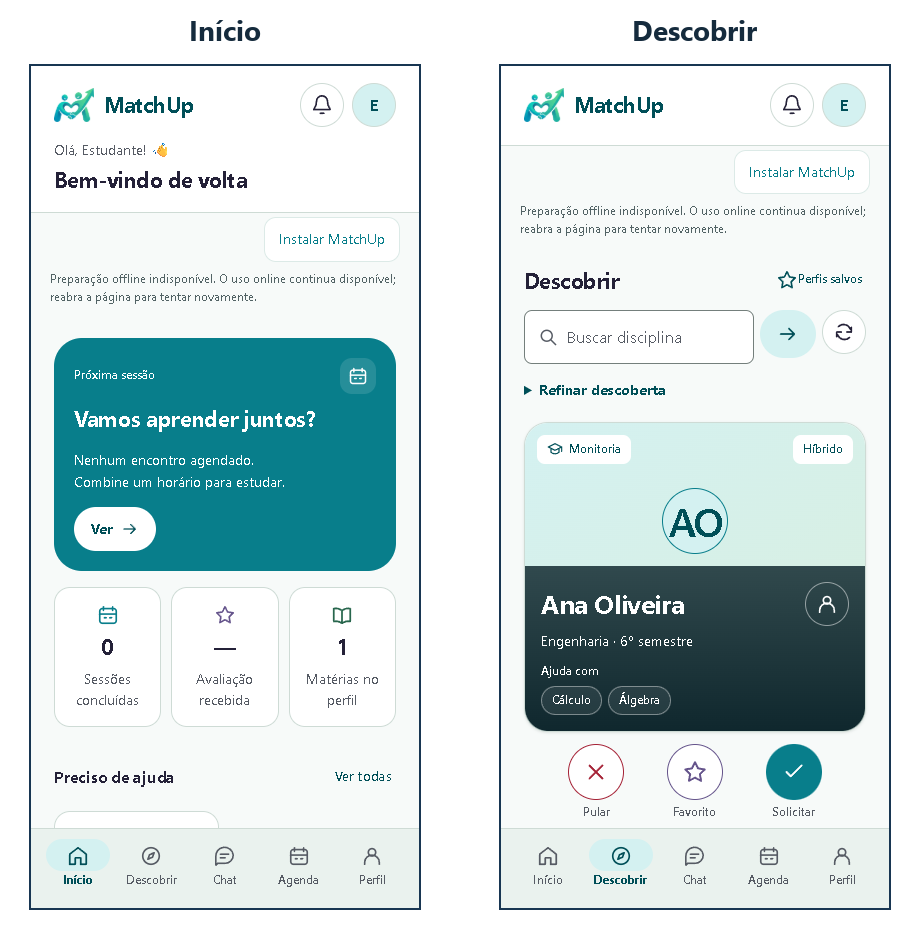 Início
MatchUp
E
Olá, Estudante! 👋
Bem-vindo de volta
Instalar MatchUp
Preparação offline indisponível. O uso online continua disponível;
reabra a página para tentar novamente.
Próxima sessão
Vamos aprender juntos?
Nenhum encontro agendado.
Combine um horário para estudar.
Ver →
0
Sessões
concluídas
—
Avaliação
recebida
1
Matérias no
perfil
Preciso de ajuda
Ver todas
Início
Descobrir
Chat
Agenda
Perfil
Descobrir
MatchUp
E
Instalar MatchUp
Preparação offline indisponível. O uso online continua disponível;
reabra a página para tentar novamente.
Descobrir
Perfis salvos
Buscar disciplina
Refinar descoberta
Monitoria
Híbrido
AO
Ana Oliveira
Engenharia · 6º semestre
Ajuda com
Cálculo
Álgebra
Pular
Favorito
Solicitar
Início
Descobrir
Chat
Agenda
Perfil